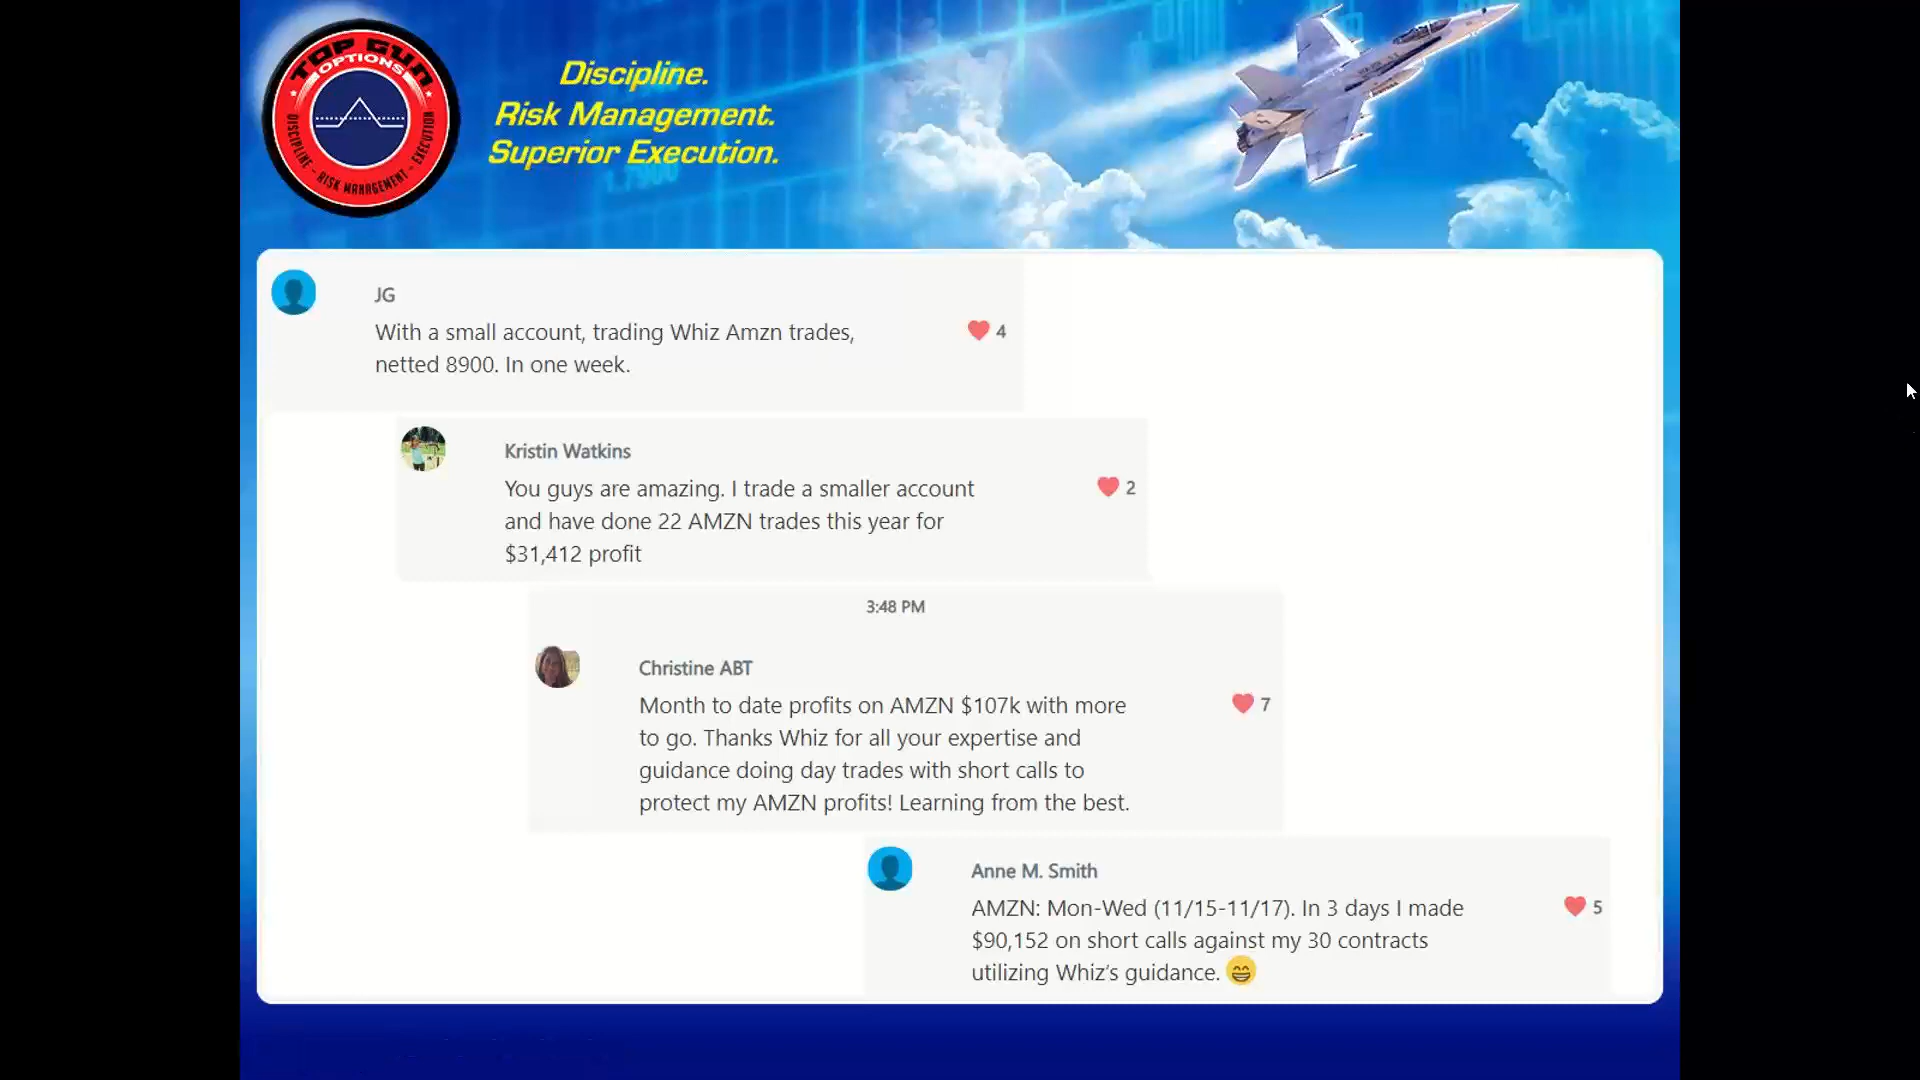 TOP GUN
OPTIONS
DISCIPLINE - RISK MANAGEMENT - EXECUTION
Discipline.
Risk Management.
Superior Execution.
JG
With a small account, trading Whiz Amzn trades,
netted 8900. In one week.
4
Kristin Watkins
You guys are amazing. I trade a smaller account
and have done 22 AMZN trades this year for
$31,412 profit
2
3:48 PM
Christine ABT
Month to date profits on AMZN $107k with more
to go. Thanks Whiz for all your expertise and
guidance doing day trades with short calls to
protect my AMZN profits! Learning from the best.
7
Anne M. Smith
AMZN: Mon-Wed (11/15-11/17). In 3 days I made
$90,152 on short calls against my 30 contracts
utilizing Whiz's guidance. 😄
5